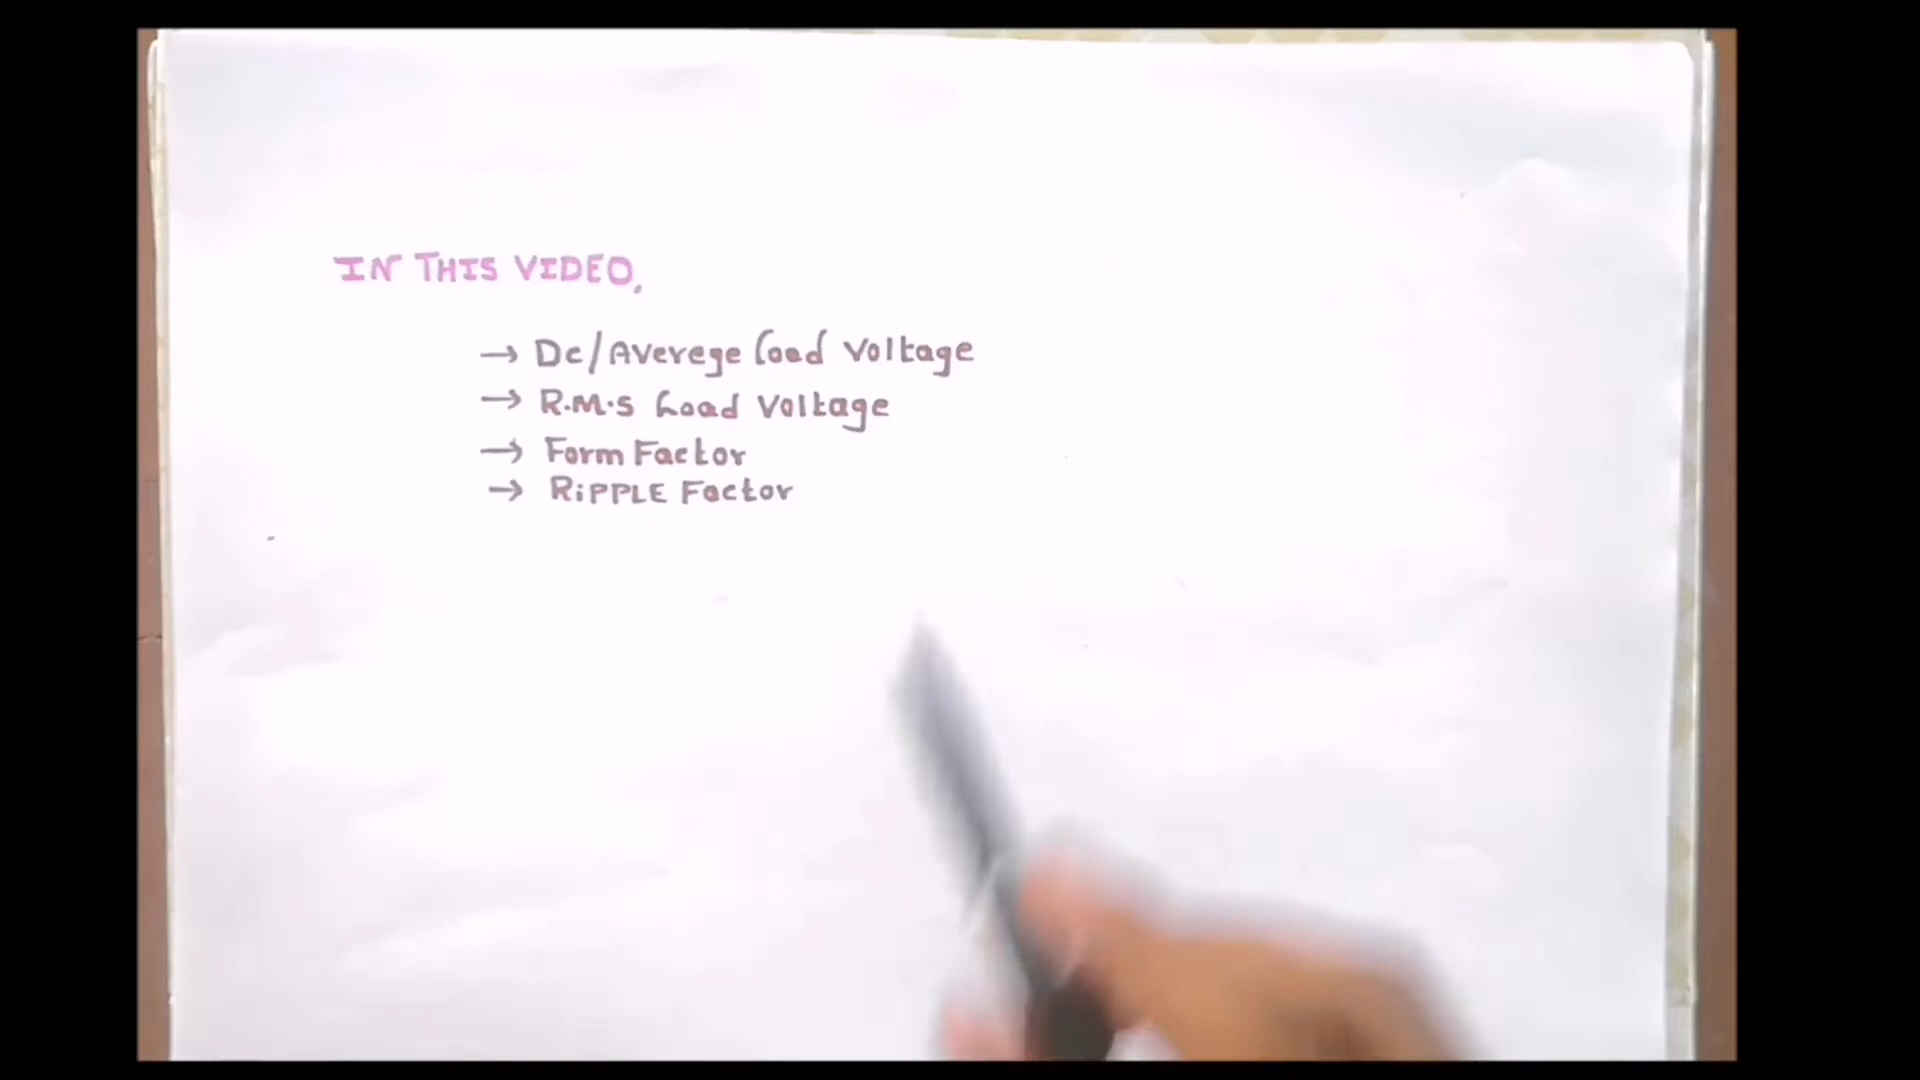 IN THIS VIDEO,
→ Dc/Averege Load Voltage
→ R.M.S Load Voltage
→ Form Factor
→ RiPPLE Factor